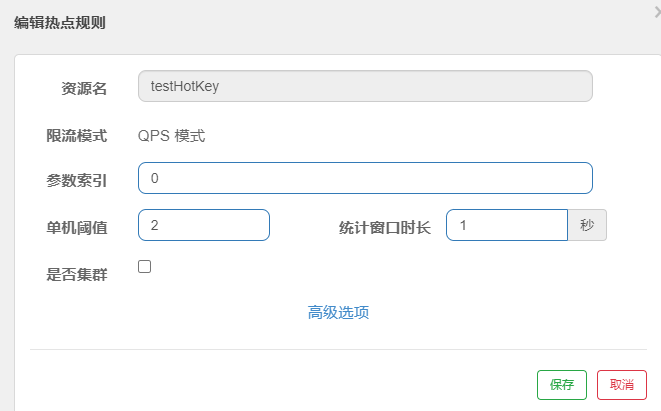 编辑热点规则
资源名 testHotKey
限流模式 QPS 模式
参数索引 0
单机阈值 2 统计窗口时长 1 秒
是否集群
高级选项
保存 取消